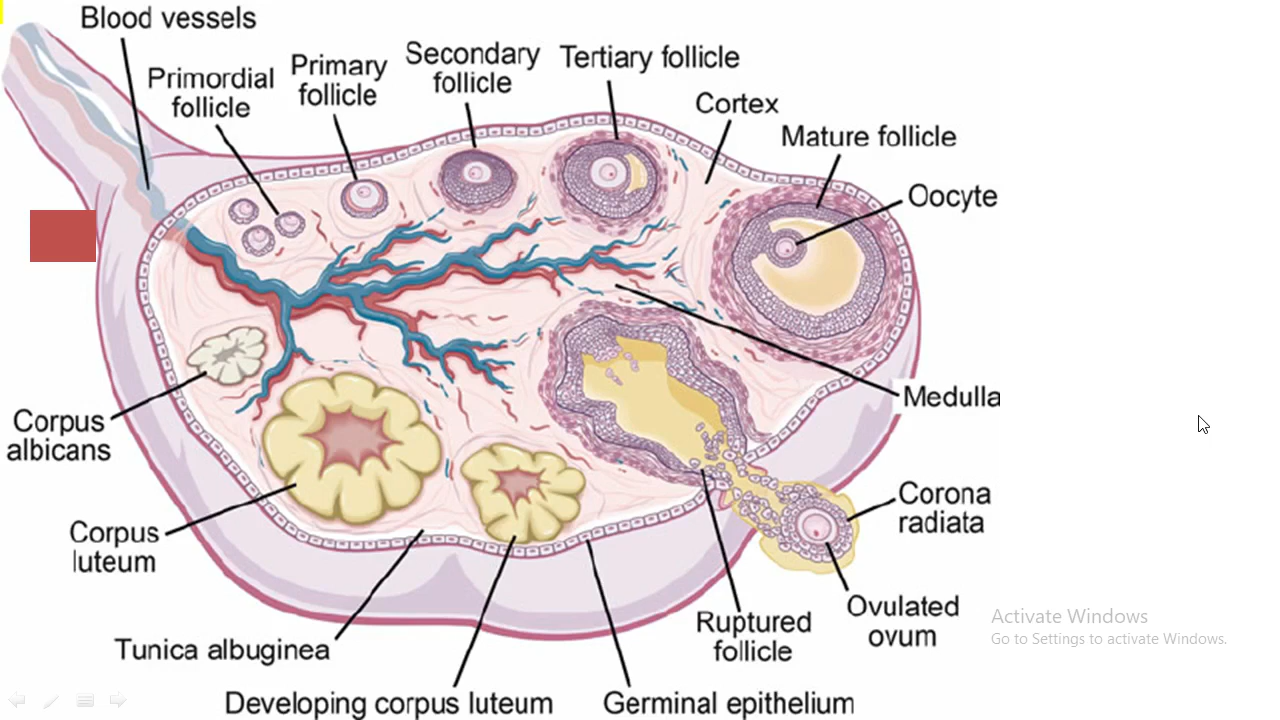 Blood vessels
Primordial
follicle
Primary
follicle
Secondary
follicle
Tertiary follicle
Cortex
Mature follicle
Oocyte
Medulla
Corpus
albicans
Corpus
luteum
Corona
radiata
Ovulated
ovum
Ruptured
follicle
Tunica albuginea
Developing corpus luteum
Germinal epithelium
Activate Windows
Go to Settings to activate Windows.